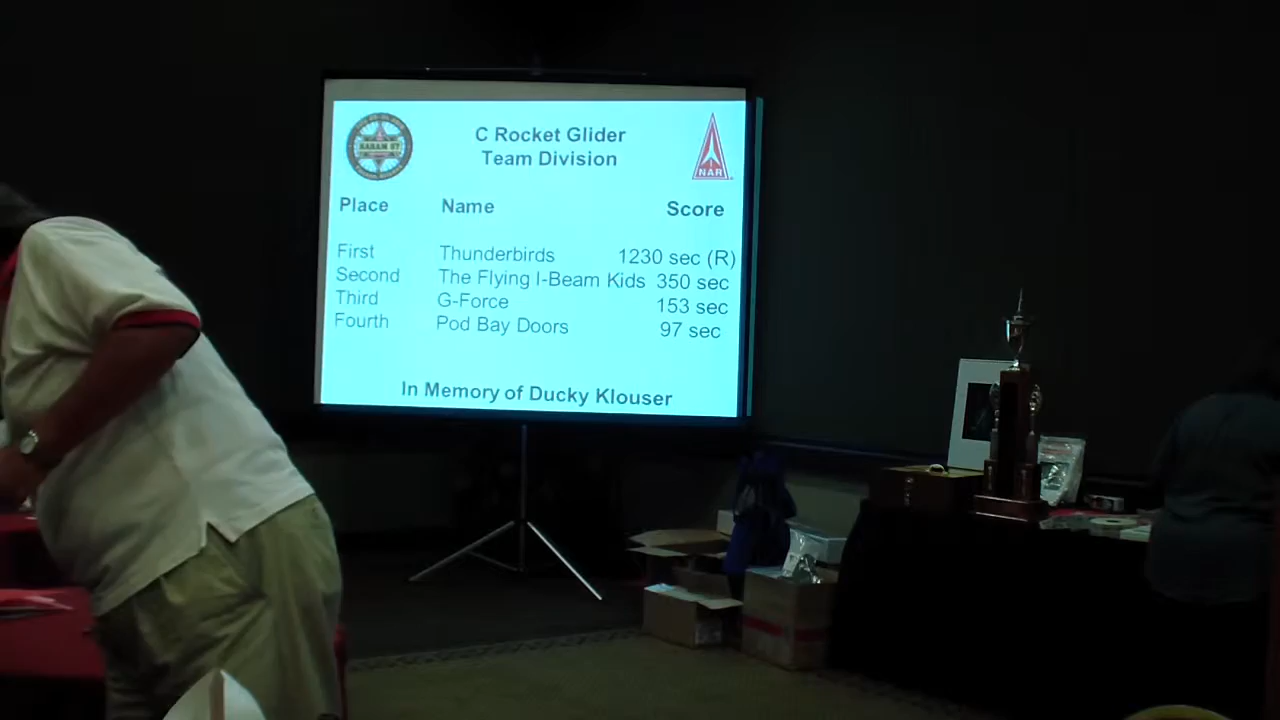 C Rocket Glider
Team Division
NAR
Place Name Score
First Thunderbirds 1230 sec (R)
Second The Flying I-Beam Kids 350 sec
Third G-Force 153 sec
Fourth Pod Bay Doors 97 sec
In Memory of Ducky Klouser